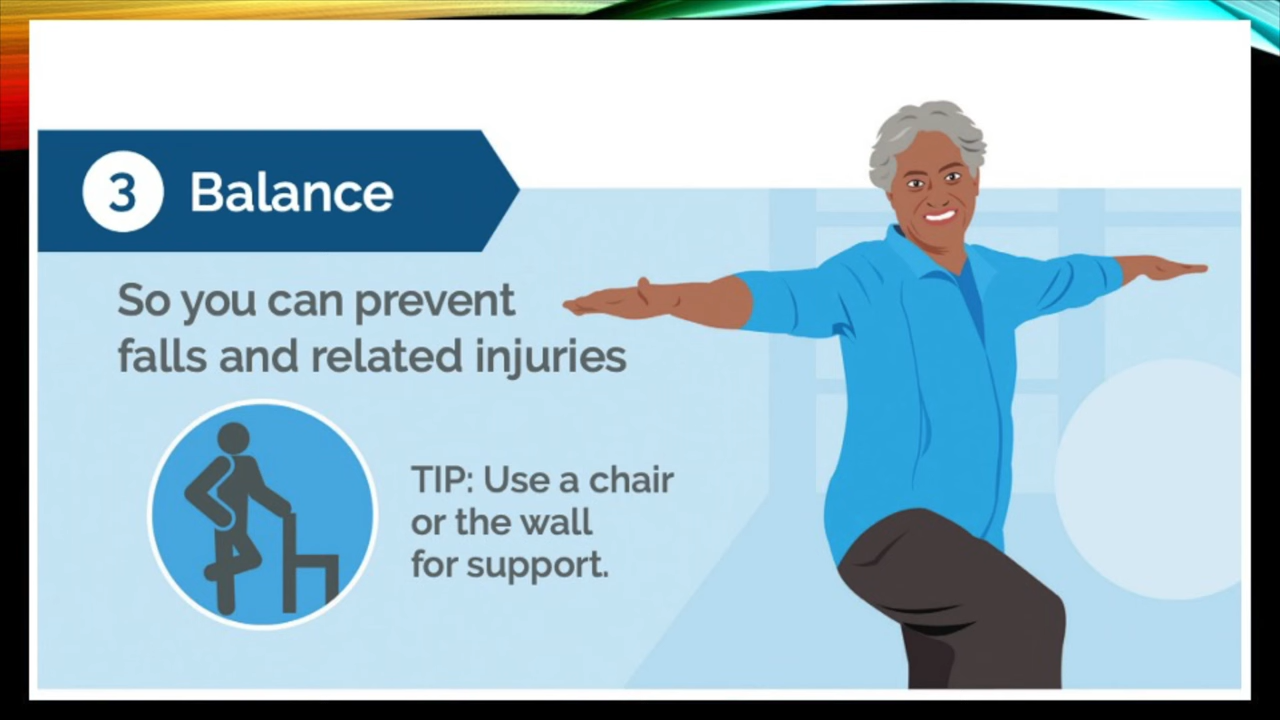 3 Balance
So you can prevent
falls and related injuries
TIP: Use a chair
or the wall
for support.